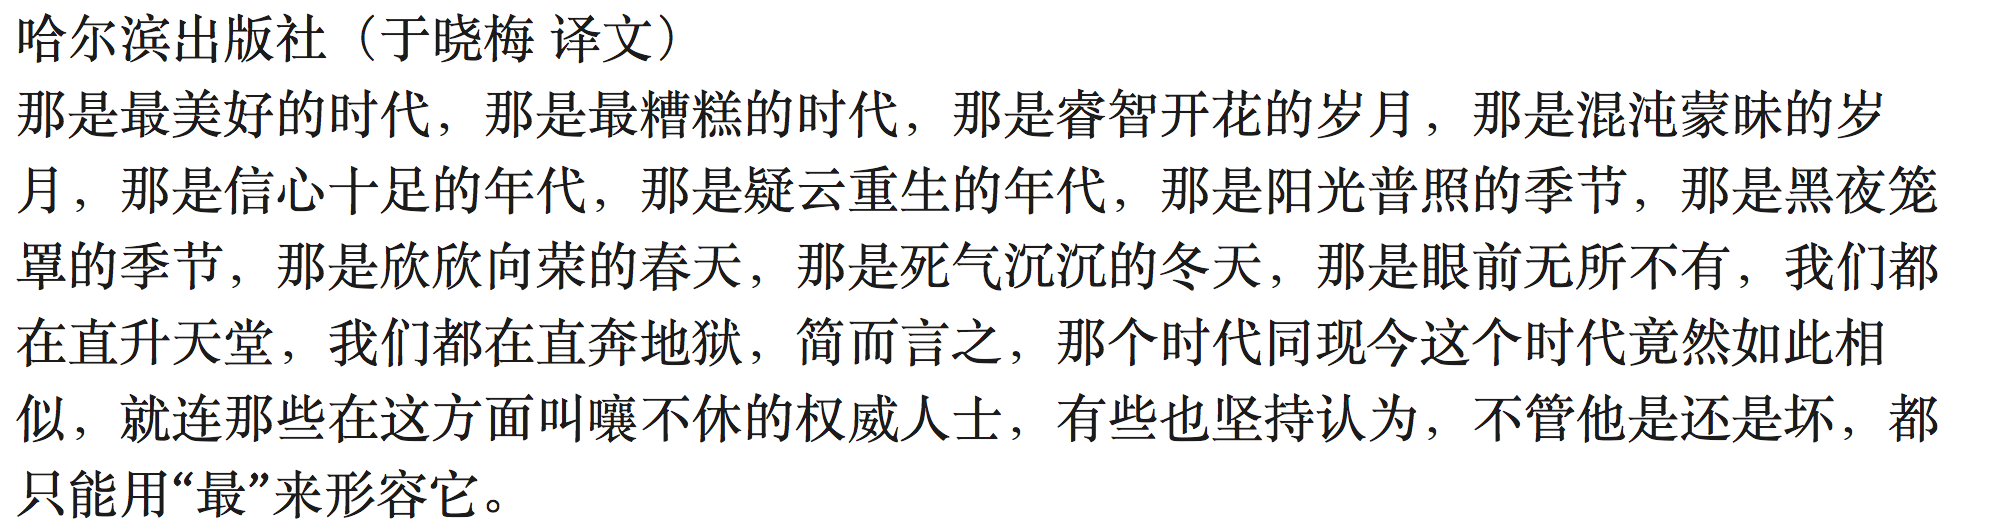 哈尔滨出版社（于晓梅 译文）
那是最美好的时代，那是最糟糕的时代，那是睿智开花的岁月，那是混沌蒙昧的岁
月，那是信心十足的年代，那是疑云重生的年代，那是阳光普照的季节，那是黑夜笼
罩的季节，那是欣欣向荣的春天，那是死气沉沉的冬天，那是眼前无所不有，我们都
在直升天堂，我们都在直奔地狱，简而言之，那个时代同现今这个时代竟然如此相
似，就连那些在这方面叫嚷不休的权威人士，有些也坚持认为，不管他是还是坏，都
只能用“最”来形容它。